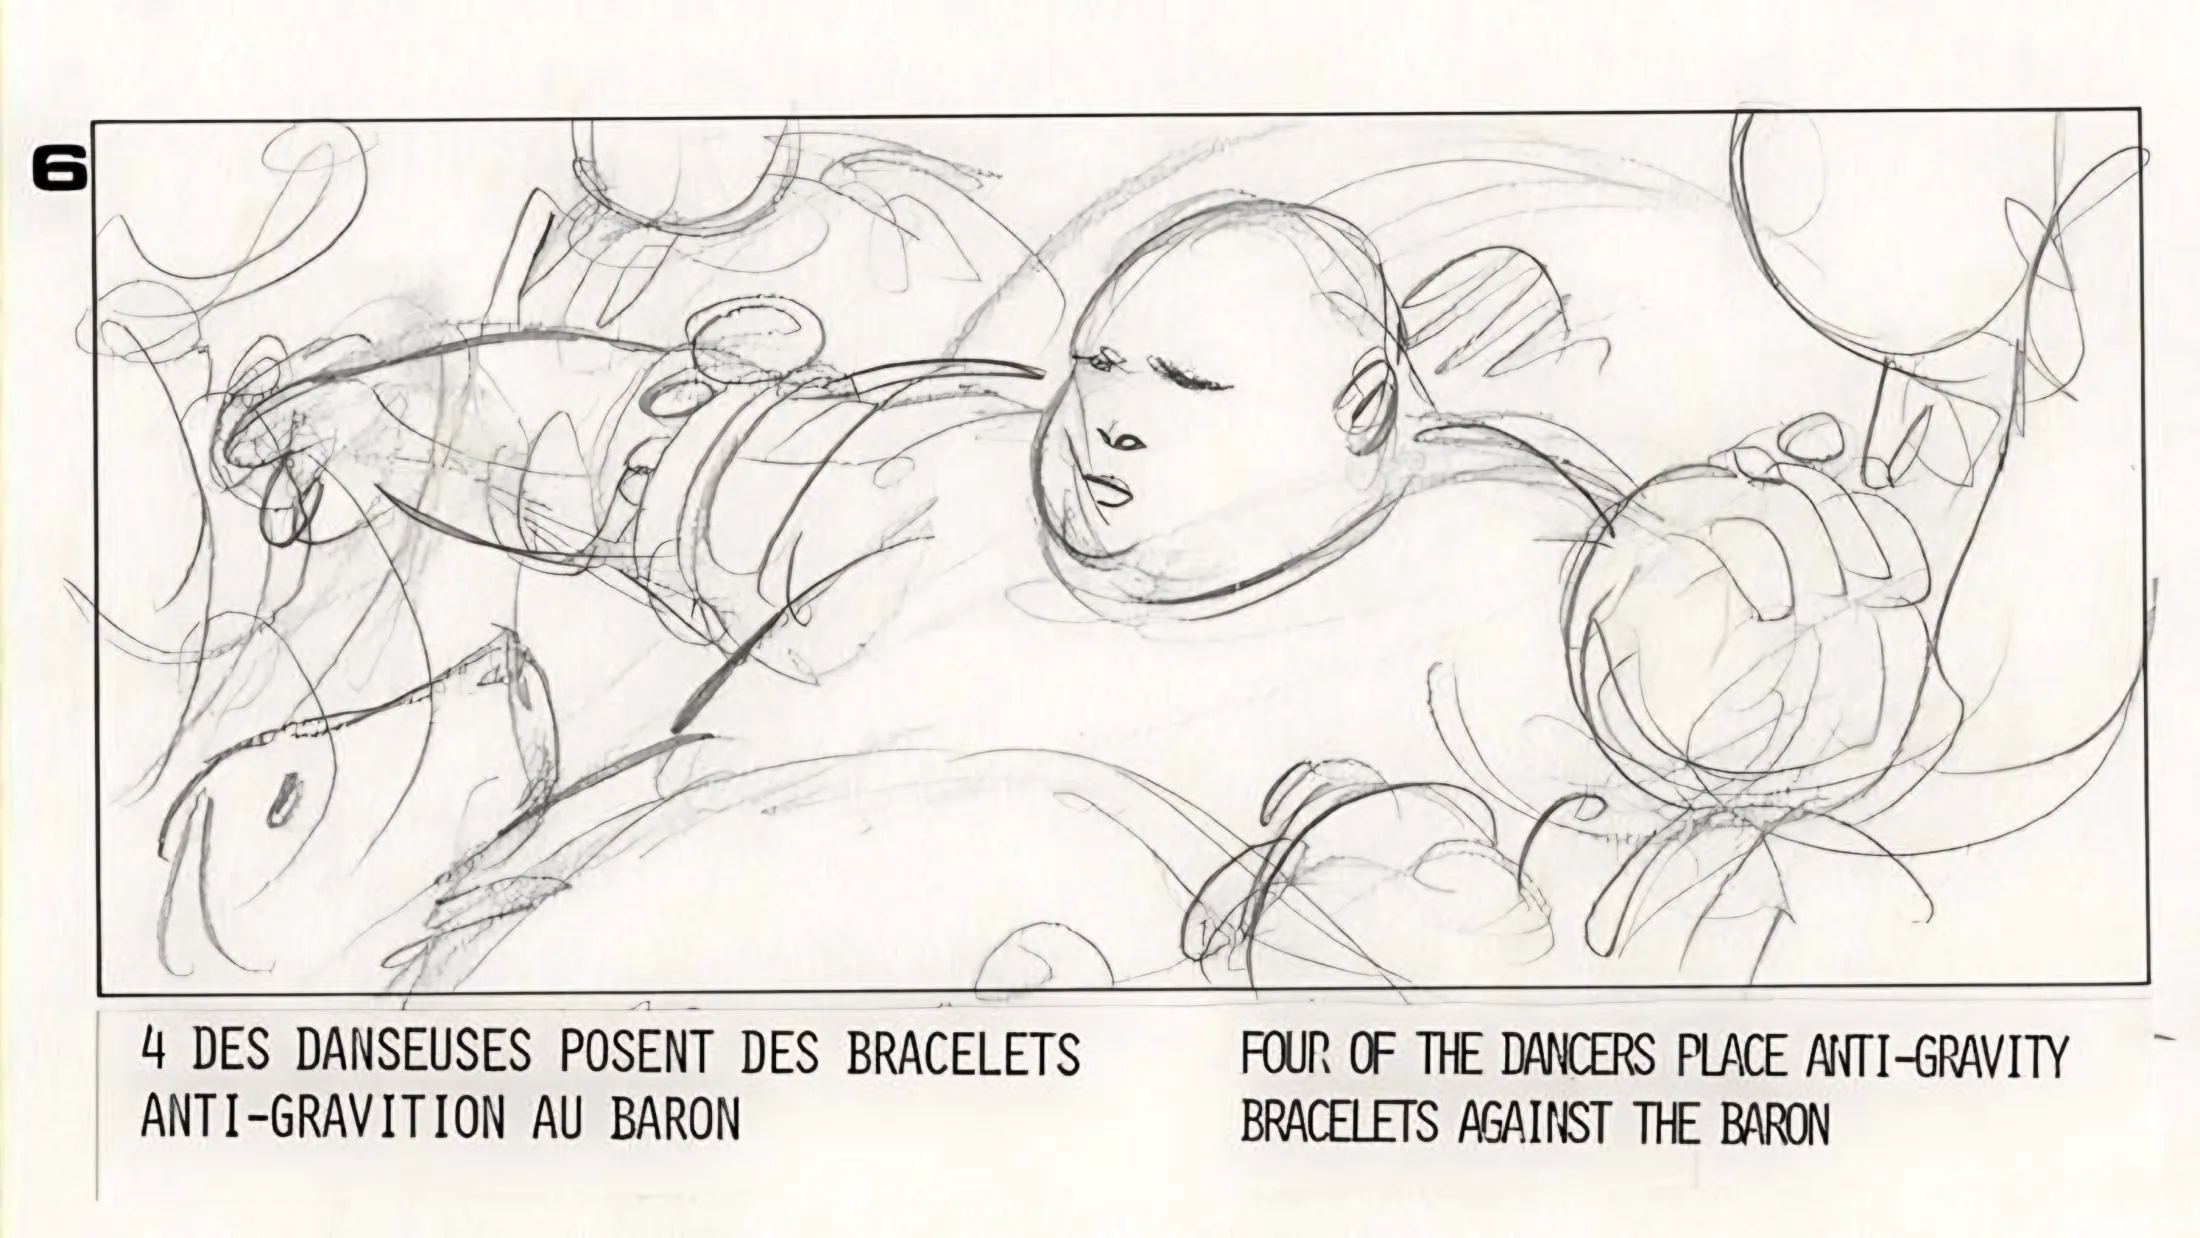 6
4 DES DANSEUSES POSENT DES BRACELETS
ANTI-GRAVITION AU BARON
FOUR OF THE DANCERS PLACE ANTI-GRAVITY
BRACELETS AGAINST THE BARON